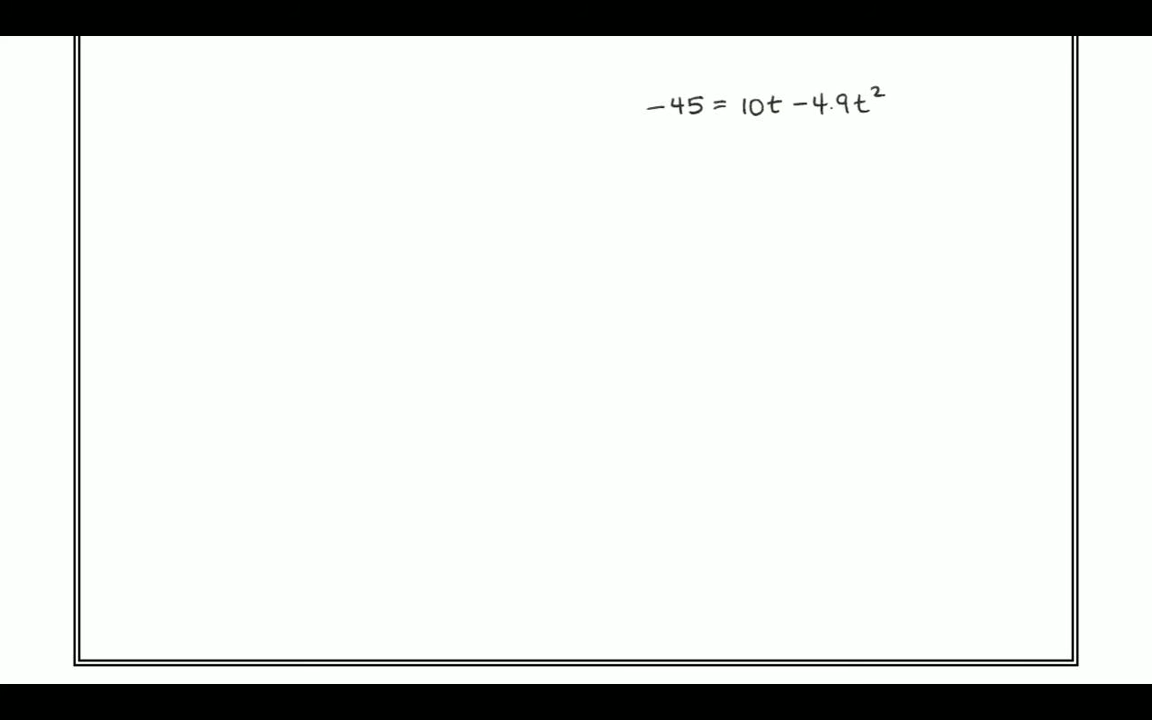 -45 = 10t - 4.9t²